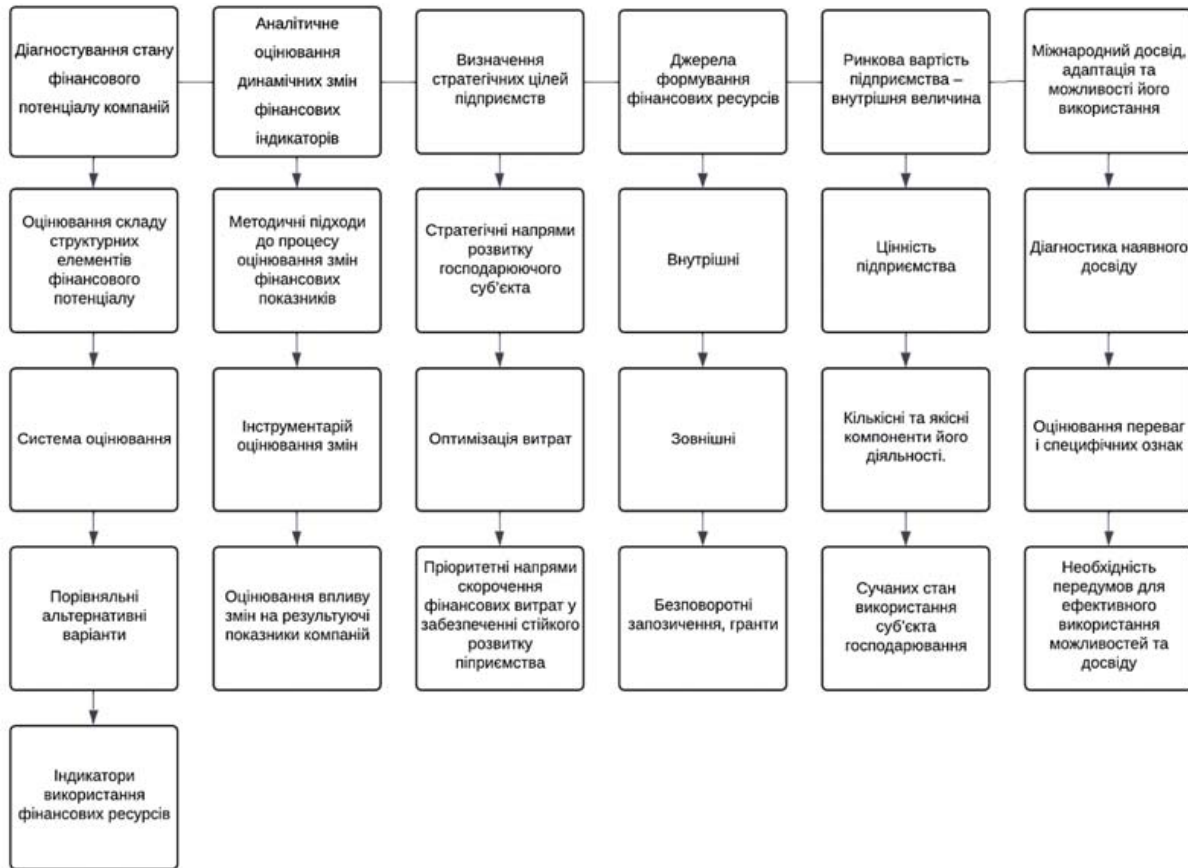 Діагностування стану
фінансового
потенціалу компаній
Аналітичне
оцінювання
динамічних змін
фінансових
індикаторів
Визначення
стратегічних цілей
підприємств
Джерела
формування
фінансових ресурсів
Ринкова вартість
підприємства –
внутрішня величина
Міжнародний досвід,
адаптація та
можливості його
використання
Оцінювання складу
структурних
елементів
фінансового
потенціалу
Методичні підходи
до процесу
оцінювання змін
фінансових
показників
Стратегічні напрями
розвитку
господарюючого
суб'єкта
Внутрішні
Цінність
підприємства
Діагностика наявного
досвіду
Система оцінювання
Інструментарій
оцінювання змін
Оптимізація витрат
Зовнішні
Кількісні та якісні
компоненти його
діяльності.
Оцінювання переваг
і специфічних ознак
Порівняльні
альтернативні
варіанти
Оцінювання впливу
змін на результуючі
показники компаній
Пріоритетні напрями
скорочення
фінансових витрат у
забезпеченні стійкого
розвитку
піприємства
Безповоротні
запозичення, гранти
Сучаних стан
використання
суб'єкта
господарювання
Необхідність
передумов для
ефективного
використання
можливостей та
досвіду
Індикатори
використання
фінансових ресурсів